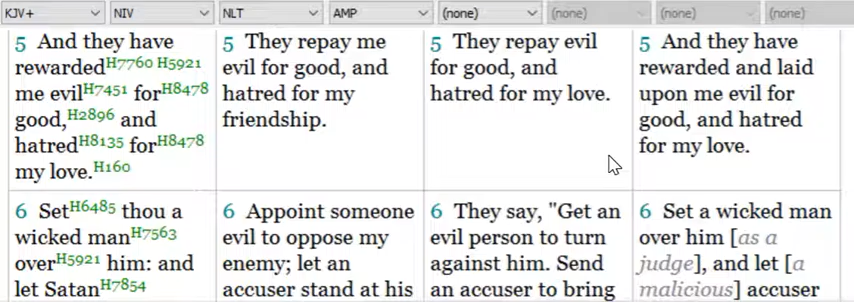 KJV+ NIV NLT AMP (none) (none) (none) (none)
5 And they have
rewardedH7760 H5921
me evilH7451 forH8478
good,H2896 and
hatredH8135 forH8478
my love.H160
5 They repay me
evil for good, and
hatred for my
friendship.
5 They repay evil
for good, and
hatred for my love.
5 And they have
rewarded and laid
upon me evil for
good, and hatred
for my love.
6 SetH6485 thou a
wicked manH7563
overH5921 him: and
let SatanH7854
6 Appoint someone
evil to oppose my
enemy; let an
accuser stand at his
6 They say, "Get an
evil person to turn
against him. Send
an accuser to bring
6 Set a wicked man
over him [as a
judge], and let [a
malicious] accuser